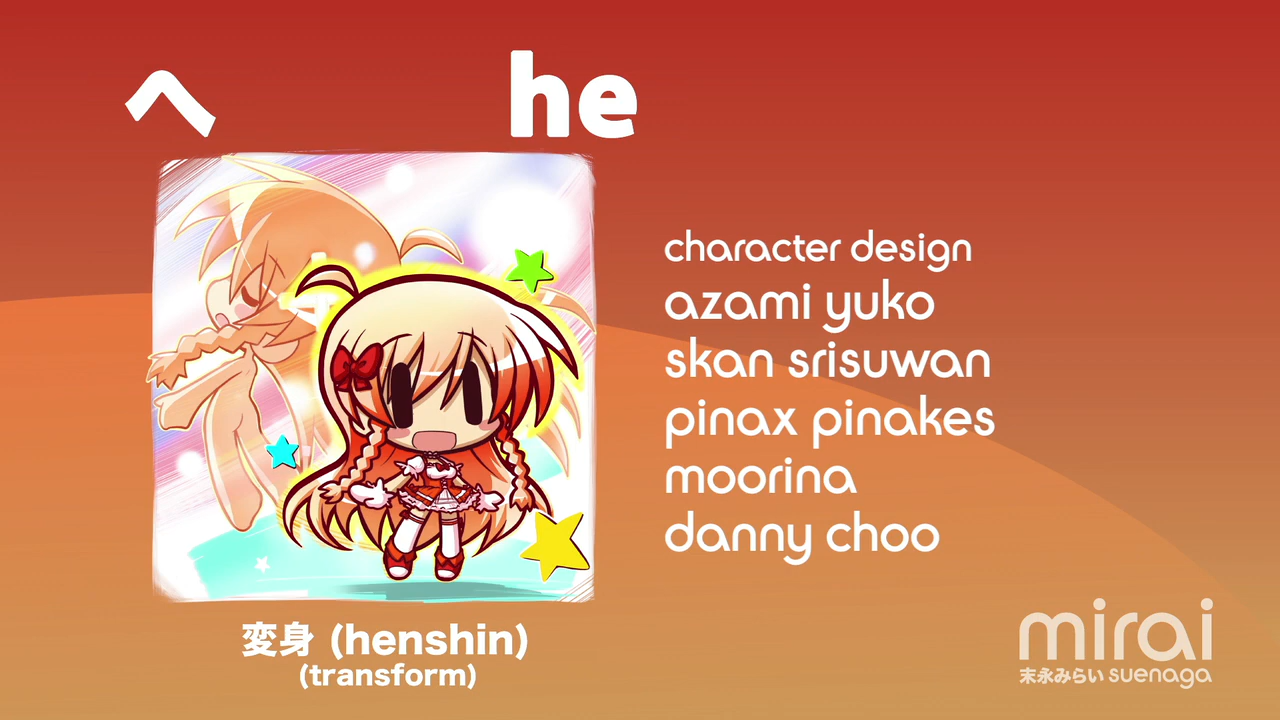 へ he
変身 (henshin)
(transform)
character design
azami yuko
skan srisuwan
pinax pinakes
moorina
danny choo
mirai
末永みらい suenaga